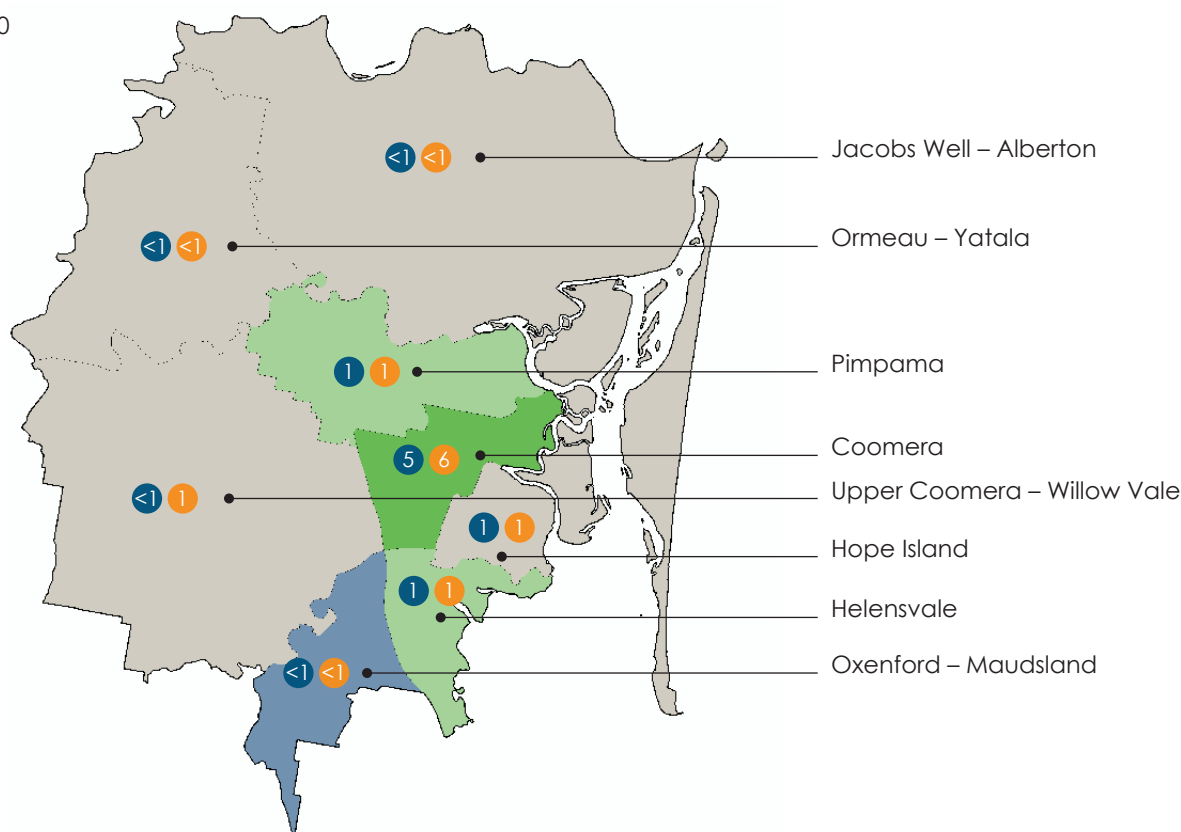 0
<1 <1 Jacobs Well – Alberton
<1 <1 Ormeau – Yatala
1 1 Pimpama
5 6 Coomera
<1 1 Upper Coomera – Willow Vale
1 1 Hope Island
1 1 Helensvale
<1 <1 Oxenford – Maudsland